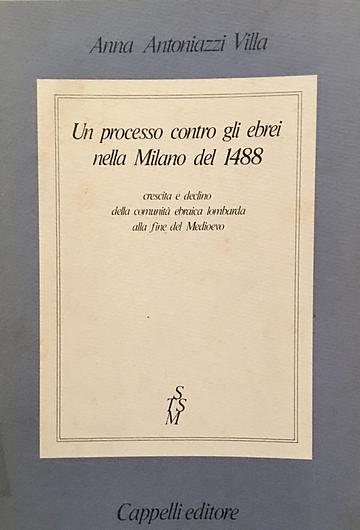 Anna Antoniazzi Villa
Un processo contro gli ebrei
nella Milano del 1488
crescita e declino
della comunità ebraica lombarda
alla fine del Medioevo
S
TSS
M
Cappelli editore